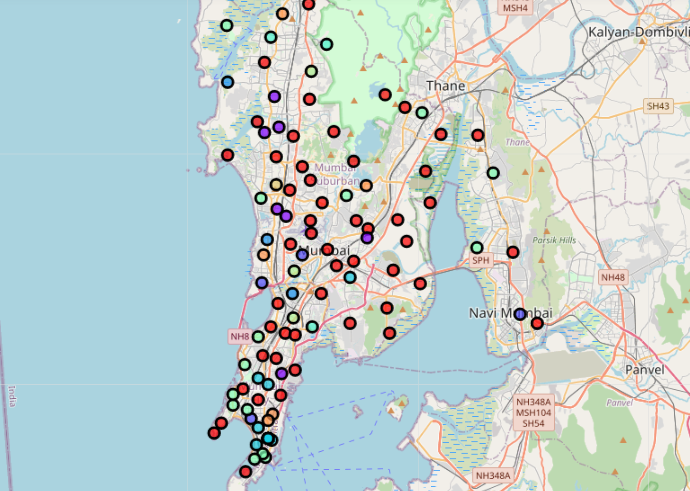 MSH4
Kalyan-Dombivli
Thane
SH43
Thane
Mumbai
Suburban
Parsik Hills
Mumbai
SPH
NH48
Navi Mumbai
NH8
Panvel
India
NH348A
MSH104
SH54
Panvel
NH348A